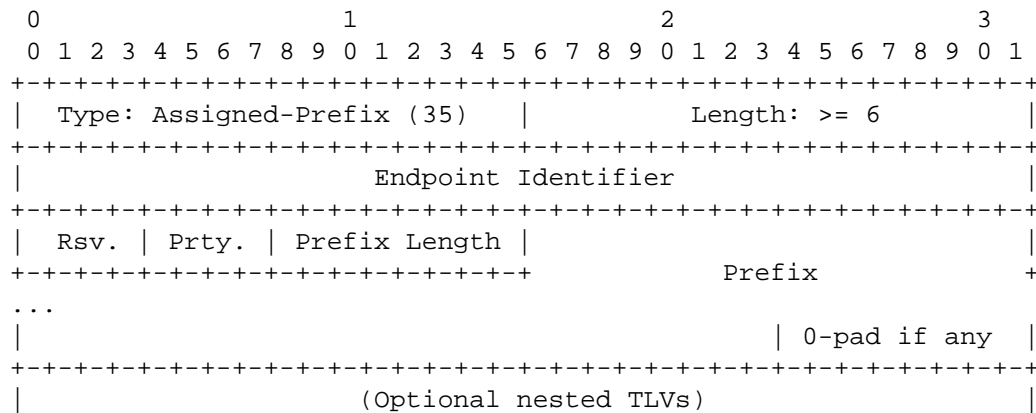 0                   1                   2                   3
 0 1 2 3 4 5 6 7 8 9 0 1 2 3 4 5 6 7 8 9 0 1 2 3 4 5 6 7 8 9 0 1
+-+-+-+-+-+-+-+-+-+-+-+-+-+-+-+-+-+-+-+-+-+-+-+-+-+-+-+-+-+-+-+-+
|  Type: Assigned-Prefix (35)   |          Length: >= 6         |
+-+-+-+-+-+-+-+-+-+-+-+-+-+-+-+-+-+-+-+-+-+-+-+-+-+-+-+-+-+-+-+-+
|                      Endpoint Identifier                      |
+-+-+-+-+-+-+-+-+-+-+-+-+-+-+-+-+-+-+-+-+-+-+-+-+-+-+-+-+-+-+-+-+
|  Rsv. | Prty. | Prefix Length |                               |
+-+-+-+-+-+-+-+-+-+-+-+-+-+-+-+-+            Prefix             +
...
|                                               | 0-pad if any  |
+-+-+-+-+-+-+-+-+-+-+-+-+-+-+-+-+-+-+-+-+-+-+-+-+-+-+-+-+-+-+-+-+
|                     (Optional nested TLVs)                    |